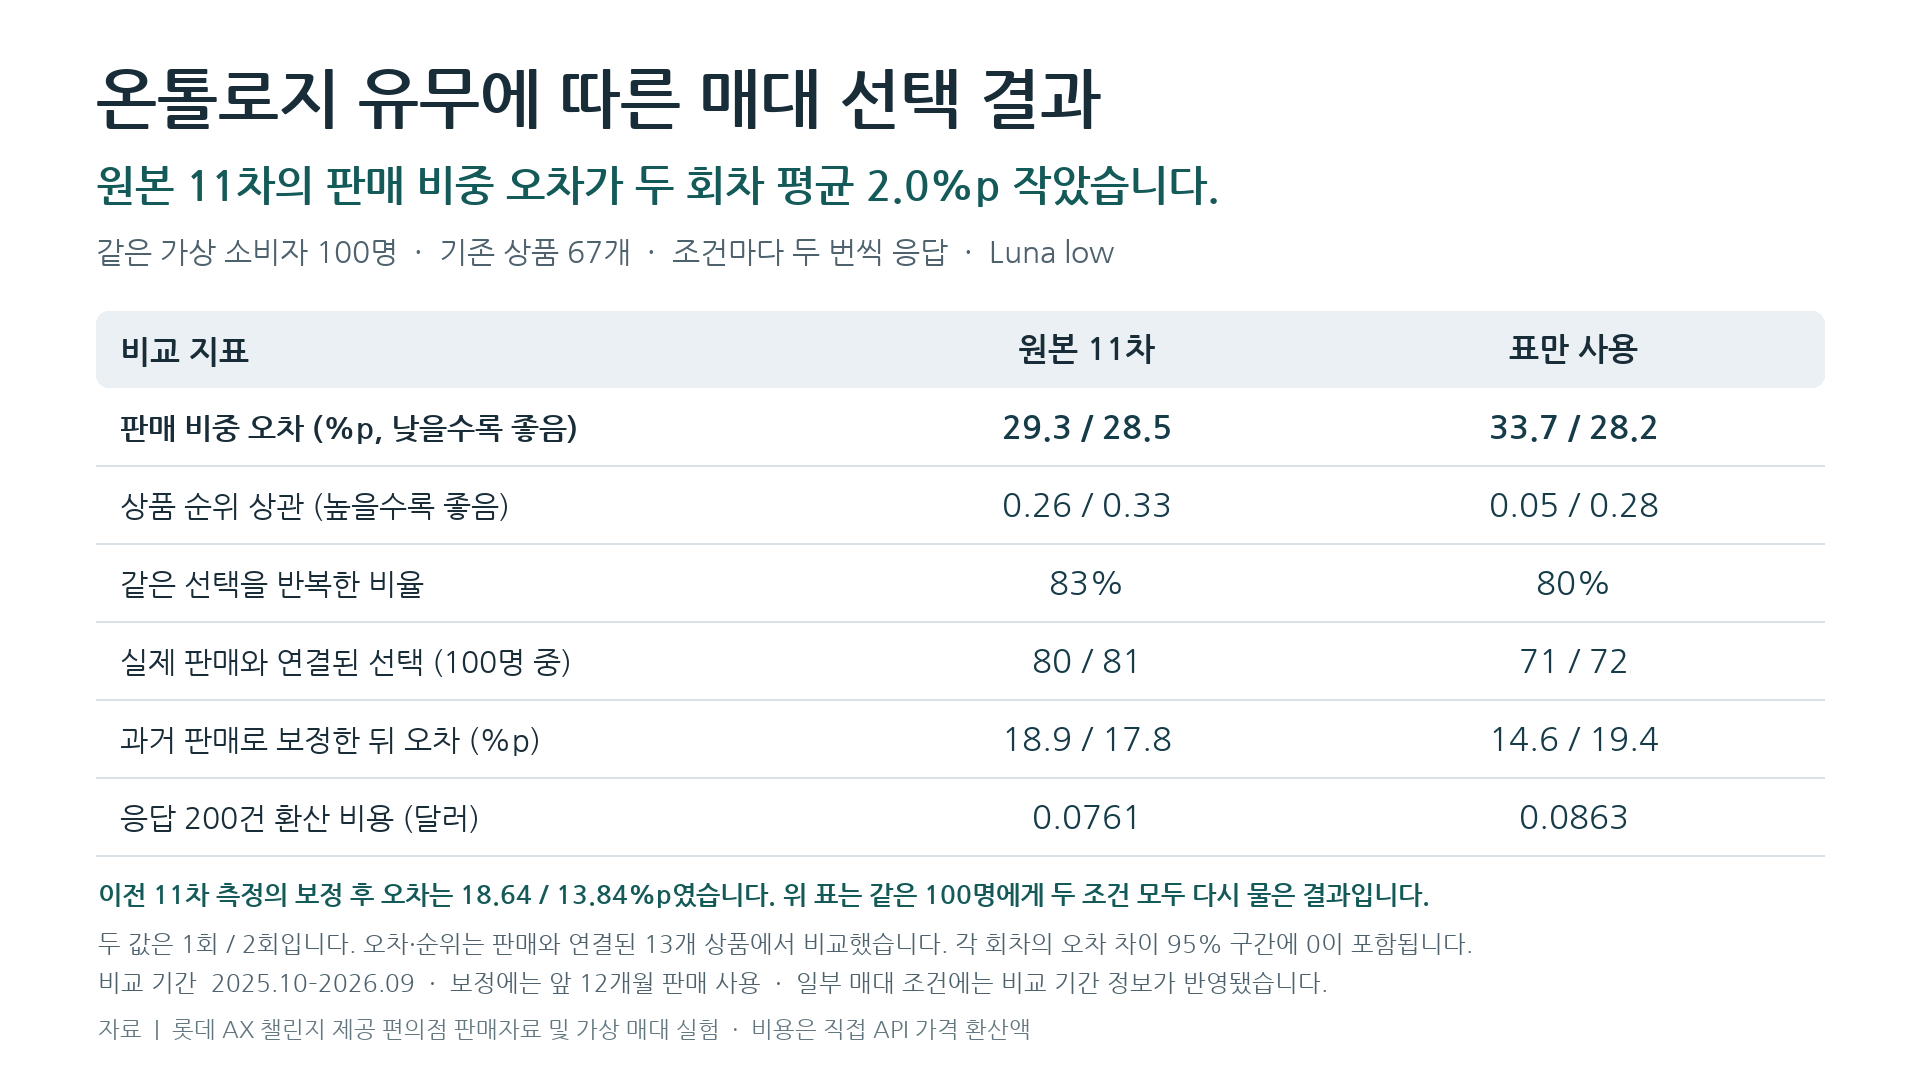 온톨로지 유무에 따른 매대 선택 결과
원본 11차의 판매 비중 오차가 두 회차 평균 2.0%p 작았습니다.
같은 가상 소비자 100명 · 기존 상품 67개 · 조건마다 두 번씩 응답 · Luna low
비교 지표 원본 11차 표만 사용
판매 비중 오차 (%p, 낮을수록 좋음) 29.3 / 28.5 33.7 / 28.2
상품 순위 상관 (높을수록 좋음) 0.26 / 0.33 0.05 / 0.28
같은 선택을 반복한 비율 83% 80%
실제 판매와 연결된 선택 (100명 중) 80 / 81 71 / 72
과거 판매로 보정한 뒤 오차 (%p) 18.9 / 17.8 14.6 / 19.4
응답 200건 환산 비용 (달러) 0.0761 0.0863
이전 11차 측정의 보정 후 오차는 18.64 / 13.84%p였습니다. 위 표는 같은 100명에게 두 조건 모두 다시 물은 결과입니다.
두 값은 1회 / 2회입니다. 오차·순위는 판매와 연결된 13개 상품에서 비교했습니다. 각 회차의 오차 차이 95% 구간에 0이 포함됩니다.
비교 기간 2025.10–2026.09 · 보정에는 앞 12개월 판매 사용 · 일부 매대 조건에는 비교 기간 정보가 반영됐습니다.
자료 | 롯데 AX 챌린지 제공 편의점 판매자료 및 가상 매대 실험 · 비용은 직접 API 가격 환산액